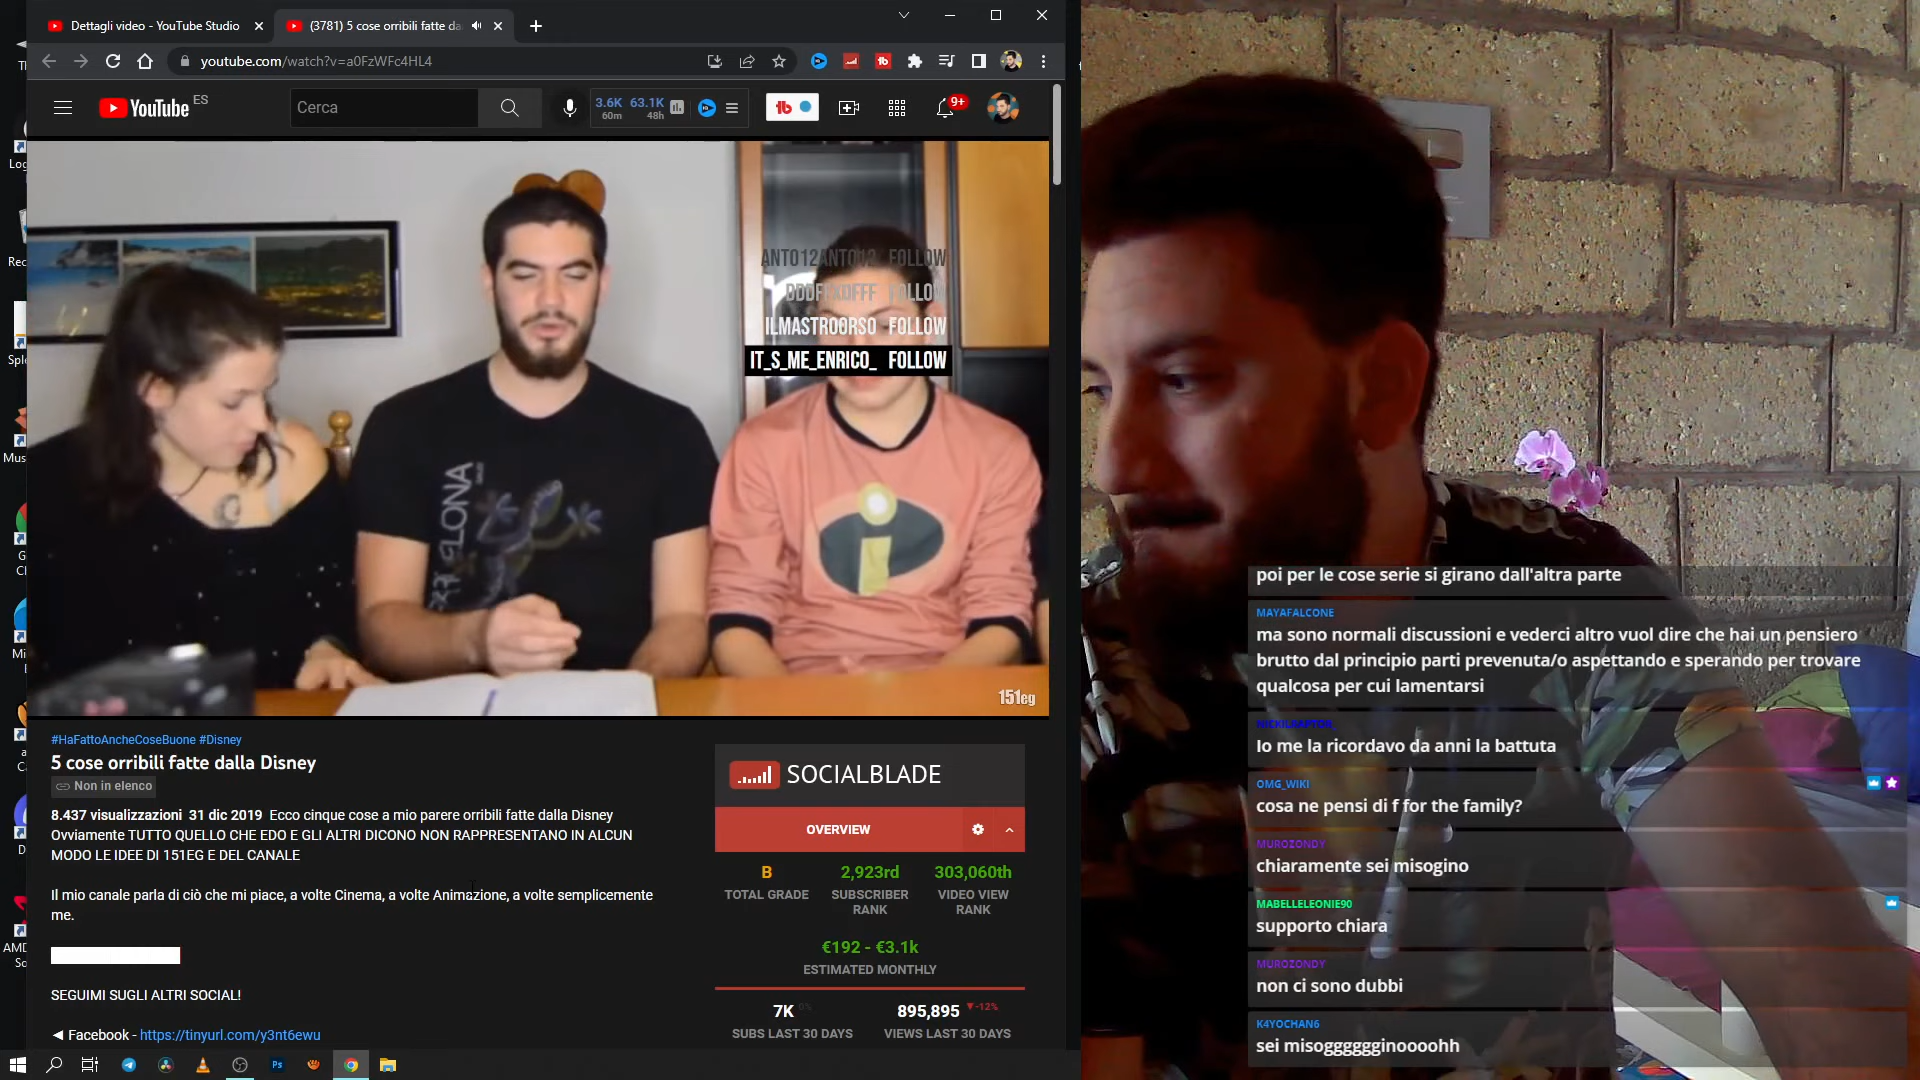 Dettagli video - YouTube Studio
(3781) 5 cose orribili fatte da
youtube.com/watch?v=a0FzWFc4HL4
YouTube ES
Cerca
3.6K 63.1K
60m 48h
9+
ANTO12ANTO12 FOLLOW
FOLLOW
ILMASTROORSO FOLLOW
IT_S_ME_ENRICO_ FOLLOW
151eg
#HaFattoAncheCoseBuone #Disney
5 cose orribili fatte dalla Disney
Non in elenco
8.437 visualizzazioni 31 dic 2019 Ecco cinque cose a mio parere orribili fatte dalla Disney
Ovviamente TUTTO QUELLO CHE EDO E GLI ALTRI DICONO NON RAPPRESENTANO IN ALCUN
MODO LE IDEE DI 151EG E DEL CANALE
Il mio canale parla di ciò che mi piace, a volte Cinema, a volte Animazione, a volte semplicemente
me.
SEGUIMI SUGLI ALTRI SOCIAL!
◄ Facebook - https://tinyurl.com/y3nt6ewu
SOCIALBLADE
OVERVIEW
B 2,923rd 303,060th
TOTAL GRADE SUBSCRIBER RANK VIDEO VIEW RANK
€192 - €3.1k
ESTIMATED MONTHLY
7K 0% 895,895 -12%
SUBS LAST 30 DAYS VIEWS LAST 30 DAYS
poi per le cose serie si girano dall'altra parte
MAYAFALCONE
ma sono normali discussioni e vederci altro vuol dire che hai un pensiero
brutto dal principio parti prevenuta/o aspettando e sperando per trovare
qualcosa per cui lamentarsi
NICKILRAPTOR_
Io me la ricordavo da anni la battuta
OMG_WIKI
cosa ne pensi di f for the family?
MUROZONDY
chiaramente sei misogino
MABELLELEONIE90
supporto chiara
MUROZONDY
non ci sono dubbi
K4YOCHAN6
sei misogggggginoooohh